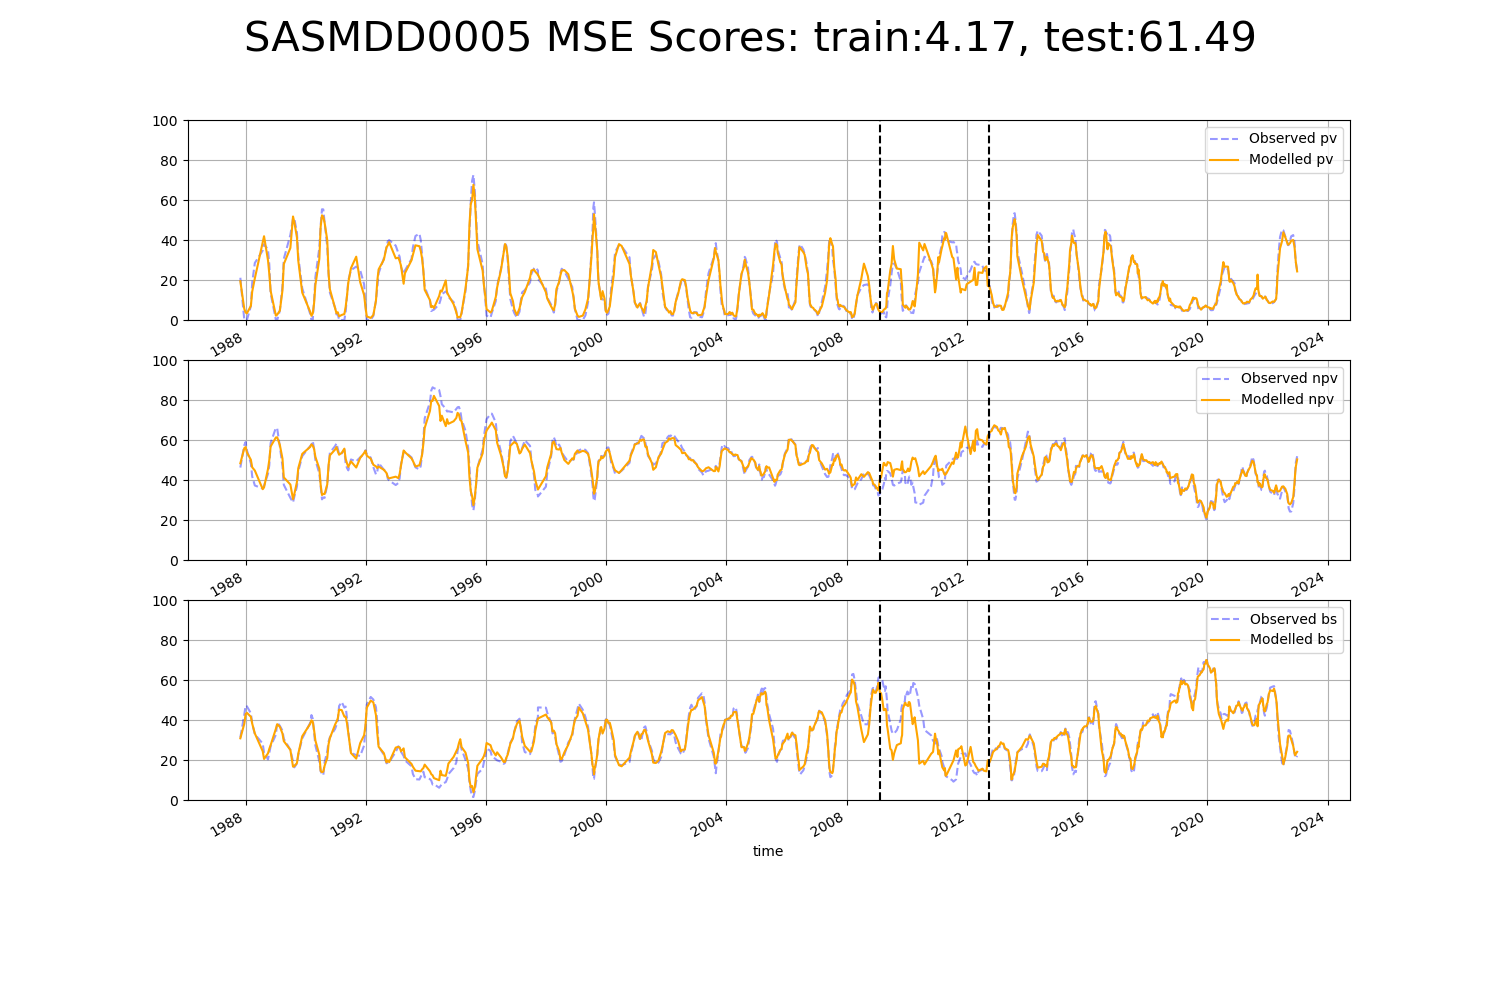 SASMDD0005 MSE Scores: train:4.17, test:61.49
100
80
60
40
20
0
Observed pv
Modelled pv
1988 1992 1996 2000 2004 2008 2012 2016 2020 2024
100
80
60
40
20
0
Observed npv
Modelled npv
1988 1992 1996 2000 2004 2008 2012 2016 2020 2024
100
80
60
40
20
0
Observed bs
Modelled bs
1988 1992 1996 2000 2004 2008 2012 2016 2020 2024
time